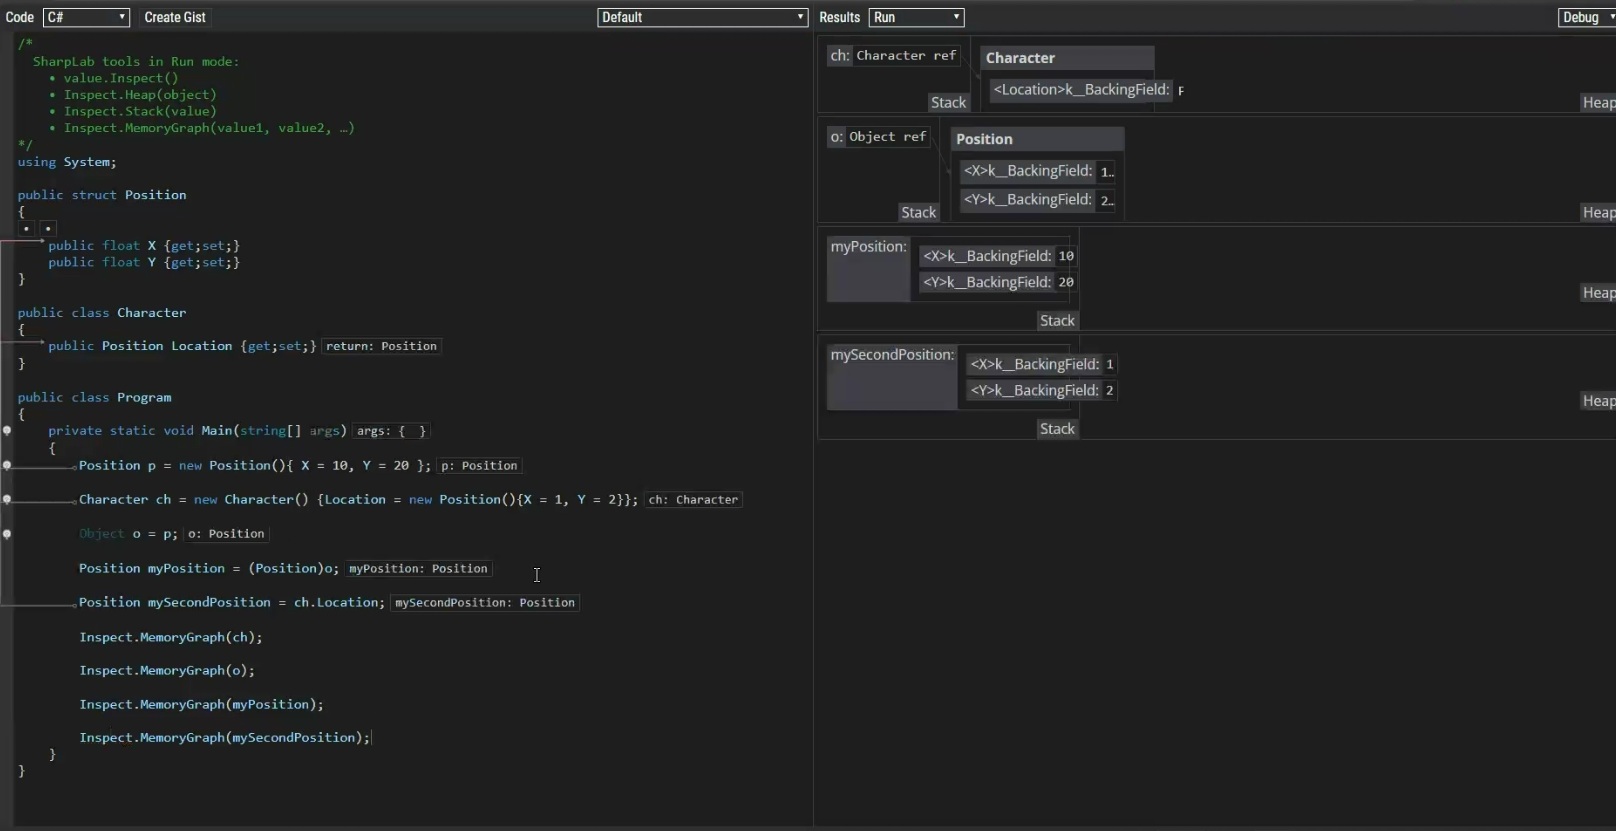 Code C# Create Gist Default Results Run Debug
/*
SharpLab tools in Run mode:
• value.Inspect()
• Inspect.Heap(object)
• Inspect.Stack(value)
• Inspect.MemoryGraph(value1, value2, …)
*/
using System;
public struct Position
{
public float X {get;set;}
public float Y {get;set;}
}
public class Character
{
public Position Location {get;set;} return: Position
}
public class Program
{
private static void Main(string[] args) args: { }
{
Position p = new Position(){ X = 10, Y = 20 }; p: Position
Character ch = new Character() {Location = new Position(){X = 1, Y = 2}}; ch: Character
Object o = p; o: Position
Position myPosition = (Position)o; myPosition: Position
Position mySecondPosition = ch.Location; mySecondPosition: Position
Inspect.MemoryGraph(ch);
Inspect.MemoryGraph(o);
Inspect.MemoryGraph(myPosition);
Inspect.MemoryGraph(mySecondPosition);
}
}
ch: Character ref Character
<Location>k__BackingField:
Stack Heap
o: Object ref Position
<X>k__BackingField: 1..
<Y>k__BackingField: 2..
Stack Heap
myPosition: <X>k__BackingField: 10
<Y>k__BackingField: 20
Heap
Stack
mySecondPosition: <X>k__BackingField: 1
<Y>k__BackingField: 2
Heap
Stack